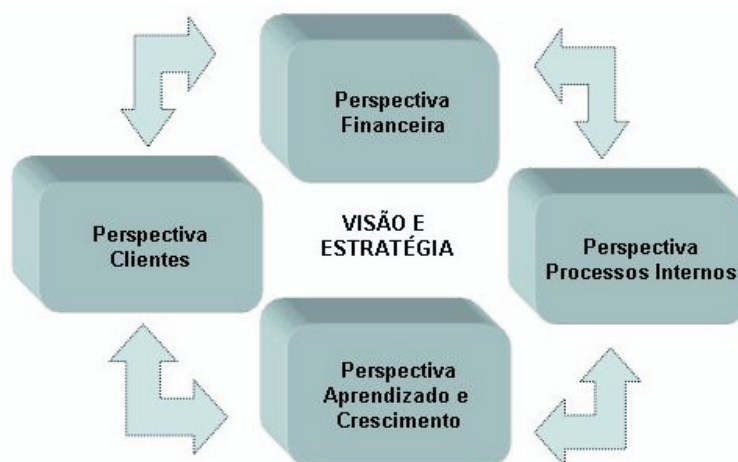 Perspectiva
Financeira
Perspectiva
Clientes
VISÃO E
ESTRATÉGIA
Perspectiva
Processos Internos
Perspectiva
Aprendizado e
Crescimento